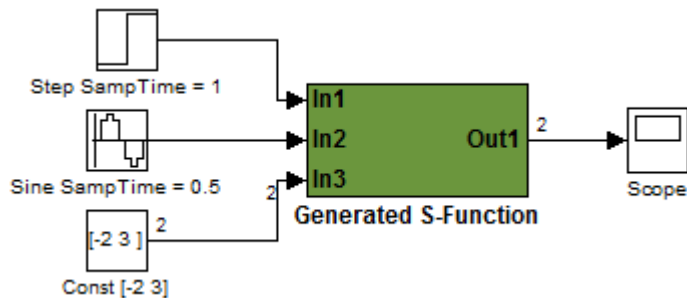 Step SampTime = 1
In1
In2
Out1
2
Sine SampTime = 0.5
In3
2
Scope
[-2 3 ]
2
Generated S-Function
Const [-2 3]